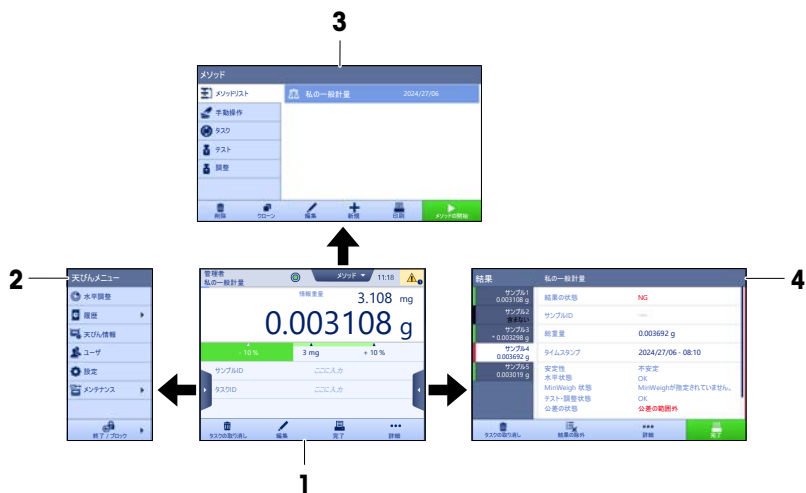 3
メソッド
メソッドリスト
手動操作
タスク
テスト
調整
私の一般計量 2024/27/06
削除 クローン 編集 新規 印刷 メソッドの開始
2
天びんメニュー
水平調整
履歴
天びん情報
ユーザ
設定
メンテナンス
終了 / ブロック
管理者
私の一般計量
メソッド 11:18
情報重量 3.108 mg
0.003108 g
- 10 % 3 mg + 10 %
サンプルID ここに入力
タスクID ここに入力
タスクの取り消し 編集 完了 詳細
1
4
結果 私の一般計量
サンプル1
0.003108 g
サンプル2
含まない
サンプル3
* 0.003298 g
サンプル4
0.003692 g
サンプル5
0.003019 g
結果の状態 NG
サンプルID
総重量 0.003692 g
タイムスタンプ 2024/27/06 - 08:10
安定性 不安定
水平状態 OK
MinWeigh 状態 MinWeighが指定されていません。
テスト・調整状態 OK
公差の状態 公差の範囲外
タスクの取り消し 結果の除外 詳細 完了